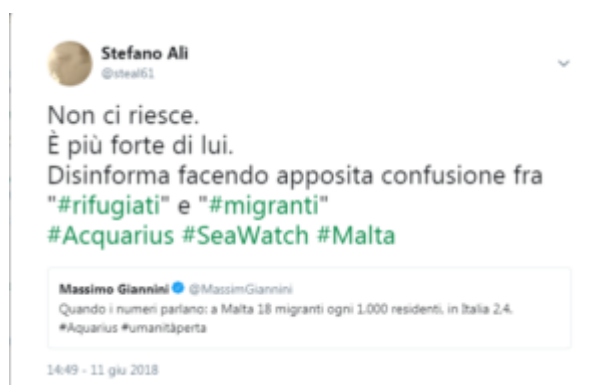 Stefano Alì
@steal61
Non ci riesce.
È più forte di lui.
Disinforma facendo apposita confusione fra
"#rifugiati" e "#migranti"
#Acquarius #SeaWatch #Malta
Massimo Giannini @MassimGiannini
Quando i numeri parlano: a Malta 18 migranti ogni 1.000 residenti, in Italia 2,4.
#Aquarius #umanitàperta
14:49 - 11 giu 2018